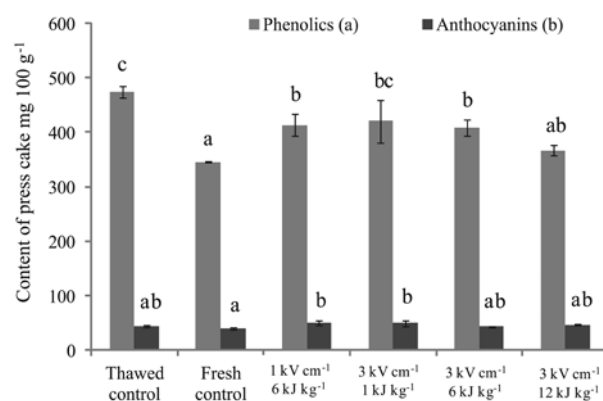 Phenolics (a) Anthocyanins (b)
Content of press cake mg 100 g⁻¹
600
500
400
300
200
100
0
c
a
b
bc
b
ab
ab
a
b
b
ab
ab
Thawed control
Fresh control
1 kV cm⁻¹
6 kJ kg⁻¹
3 kV cm⁻¹
1 kJ kg⁻¹
3 kV cm⁻¹
6 kJ kg⁻¹
3 kV cm⁻¹
12 kJ kg⁻¹